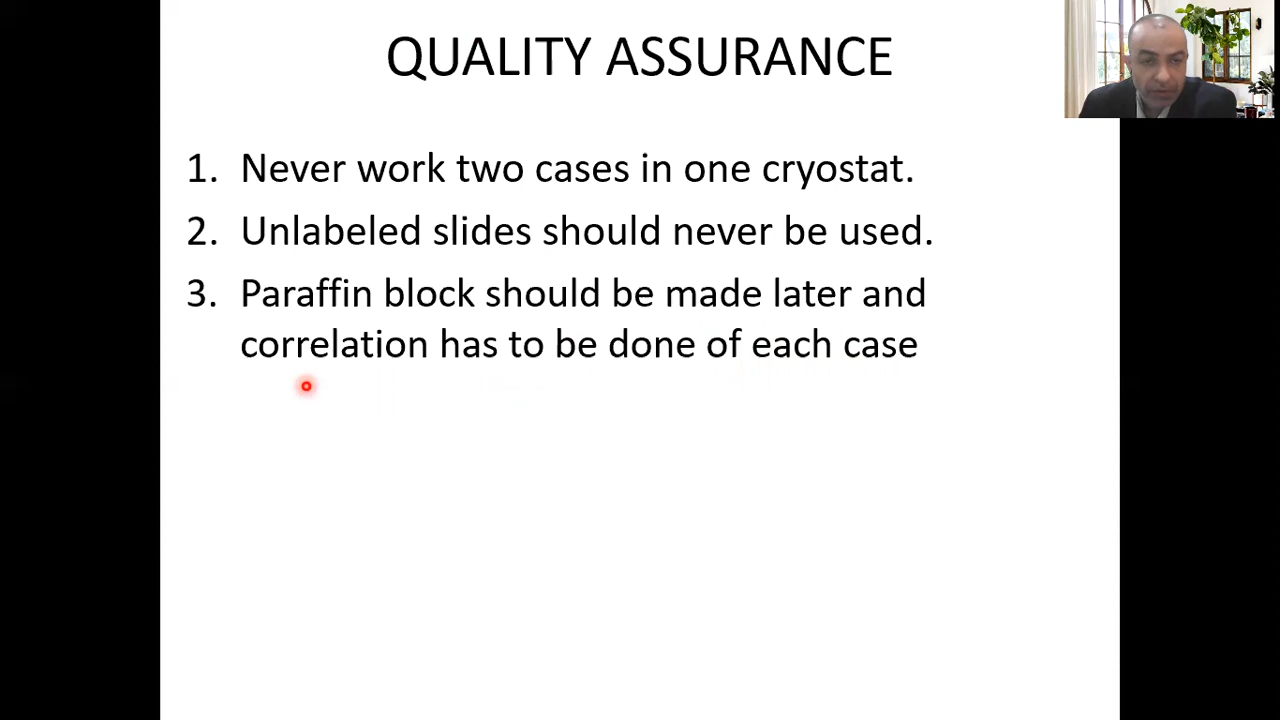 QUALITY ASSURANCE
1. Never work two cases in one cryostat.
2. Unlabeled slides should never be used.
3. Paraffin block should be made later and
correlation has to be done of each case